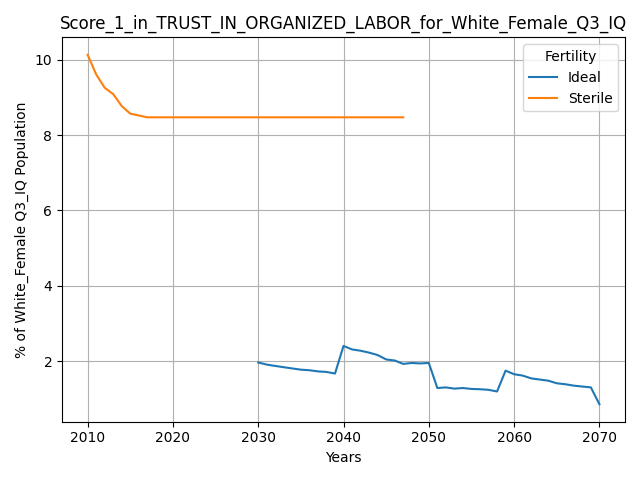 Score_1_in_TRUST_IN_ORGANIZED_LABOR_for_White_Female_Q3_IQ
Fertility
Ideal
Sterile
% of White_Female Q3_IQ Population
10
8
6
4
2
2010 2020 2030 2040 2050 2060 2070
Years